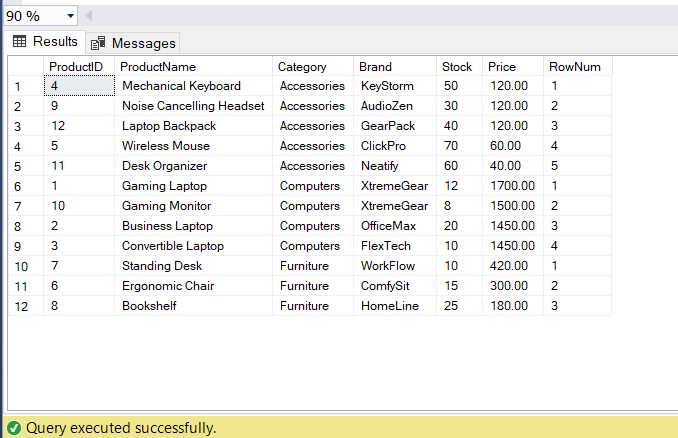 90 %
Results Messages
ProductID ProductName Category Brand Stock Price RowNum
1 4 Mechanical Keyboard Accessories KeyStorm 50 120.00 1
2 9 Noise Cancelling Headset Accessories AudioZen 30 120.00 2
3 12 Laptop Backpack Accessories GearPack 40 120.00 3
4 5 Wireless Mouse Accessories ClickPro 70 60.00 4
5 11 Desk Organizer Accessories Neatify 60 40.00 5
6 1 Gaming Laptop Computers XtremeGear 12 1700.00 1
7 10 Gaming Monitor Computers XtremeGear 8 1500.00 2
8 2 Business Laptop Computers OfficeMax 20 1450.00 3
9 3 Convertible Laptop Computers FlexTech 10 1450.00 4
10 7 Standing Desk Furniture WorkFlow 10 420.00 1
11 6 Ergonomic Chair Furniture ComfySit 15 300.00 2
12 8 Bookshelf Furniture HomeLine 25 180.00 3
Query executed successfully.